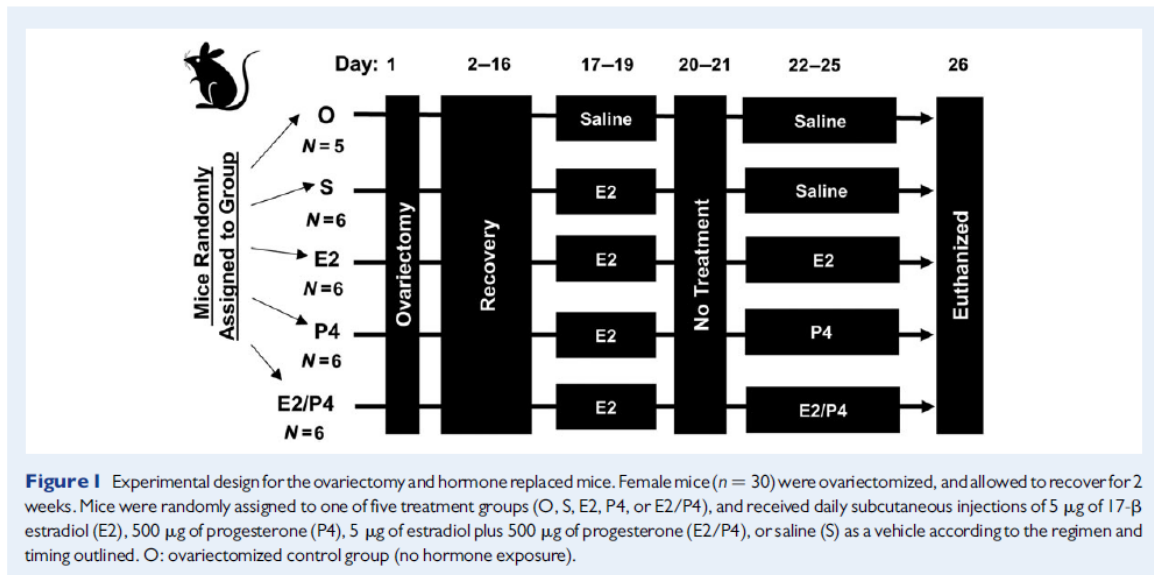 Day: 1 2–16 17–19 20–21 22–25 26
Mice Randomly
Assigned to Group
O
N = 5
S
N=6
E2
N=6
P4
N=6
E2/P4
N=6
Ovariectomy
Recovery
Saline
E2
E2
E2
E2
No Treatment
Saline
Saline
E2
P4
E2/P4
Euthanized
Figure 1 Experimental design for the ovariectomy and hormone replaced mice. Female mice (n = 30) were ovariectomized, and allowed to recover for 2
weeks. Mice were randomly assigned to one of five treatment groups (O, S, E2, P4, or E2/P4), and received daily subcutaneous injections of 5 µg of 17-β
estradiol (E2), 500 µg of progesterone (P4), 5 µg of estradiol plus 500 µg of progesterone (E2/P4), or saline (S) as a vehicle according to the regimen and
timing outlined. O: ovariectomized control group (no hormone exposure).